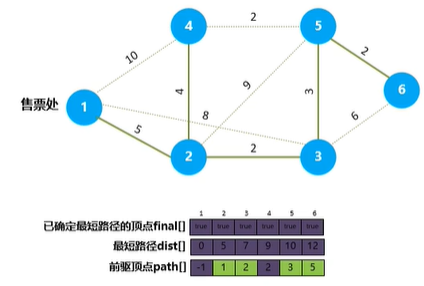 4 2 5
10 2
售票处 1 4 9 3 6
8
5 6
2 2 3
1 2 3 4 5 6
已确定最短路径的顶点final[] true true true true true true
最短路径dist[] 0 5 7 9 10 12
前驱顶点path[] -1 1 2 2 3 5